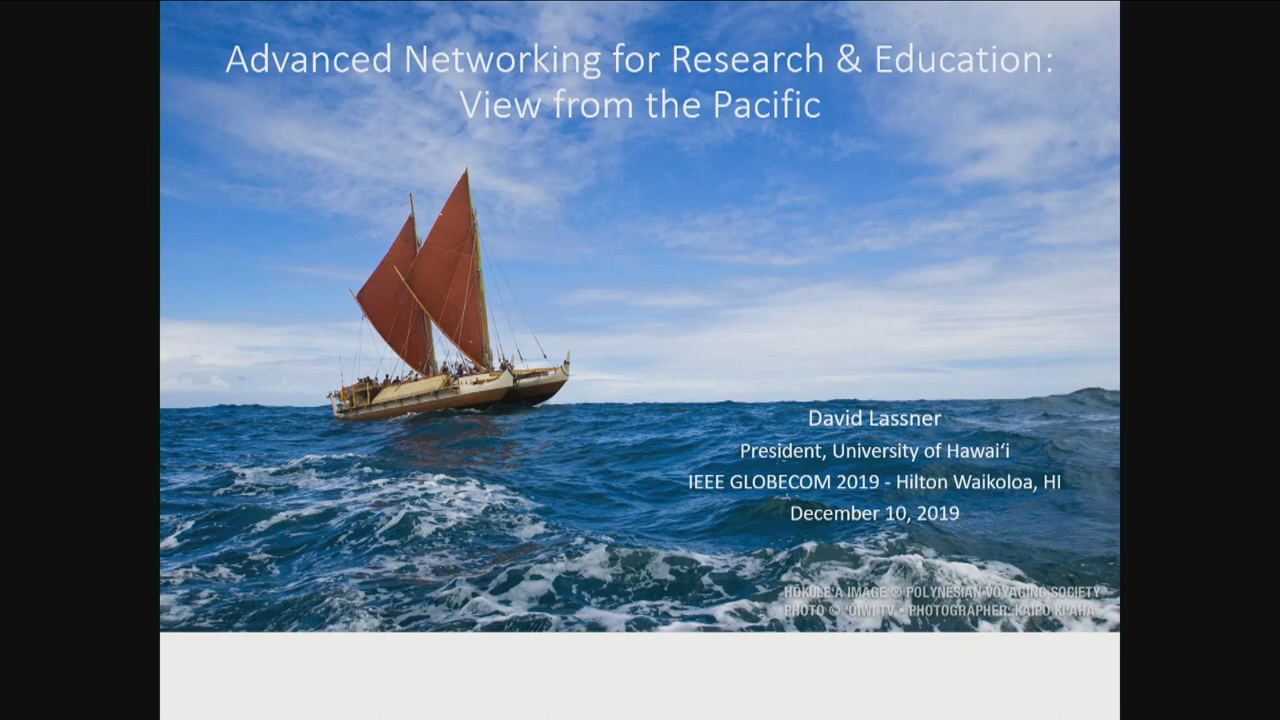 Advanced Networking for Research & Education:
View from the Pacific
David Lassner
President, University of Hawaiʻi
IEEE GLOBECOM 2019 - Hilton Waikoloa, HI
December 10, 2019
HŌKŪLEʻA IMAGE © POLYNESIAN VOYAGING SOCIETY
PHOTO © ʻŌIWI TV • PHOTOGRAPHER: KAIPO KĪʻAHA